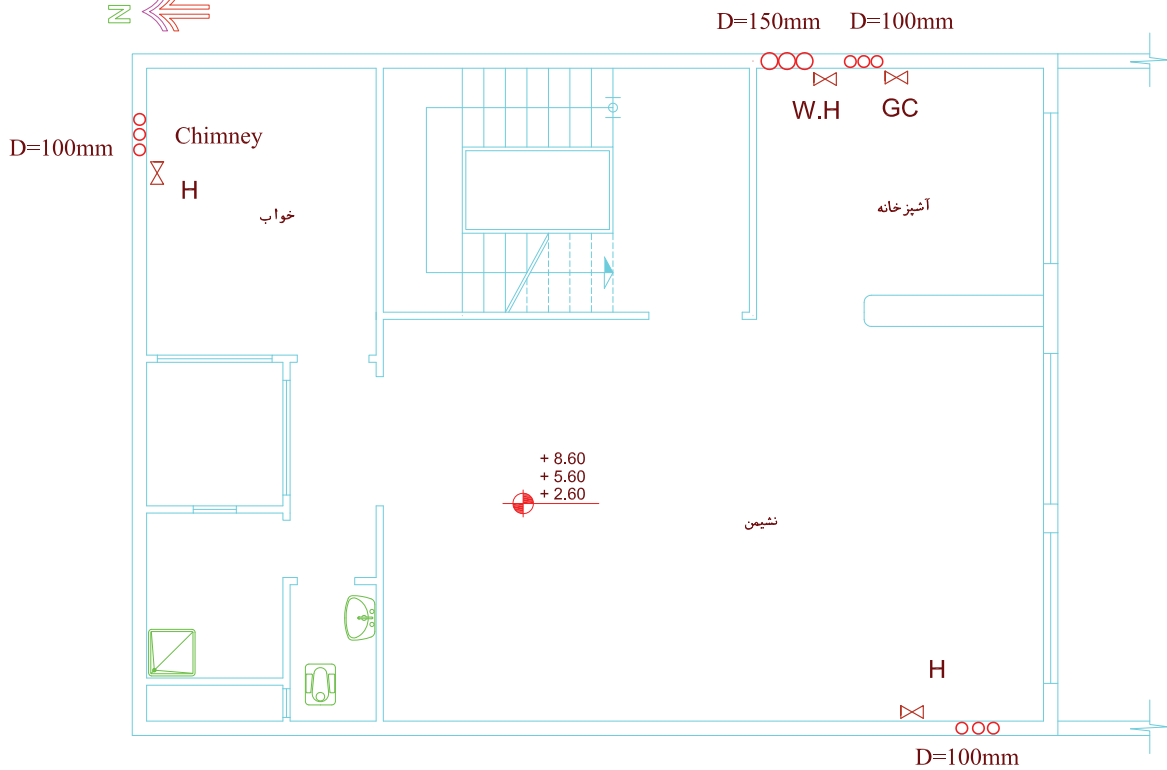 N
D=150mm
D=100mm
W.H
GC
D=100mm
Chimney
H
خواب
آشپزخانه
+ 8.60
+ 5.60
+ 2.60
نشیمن
H
D=100mm